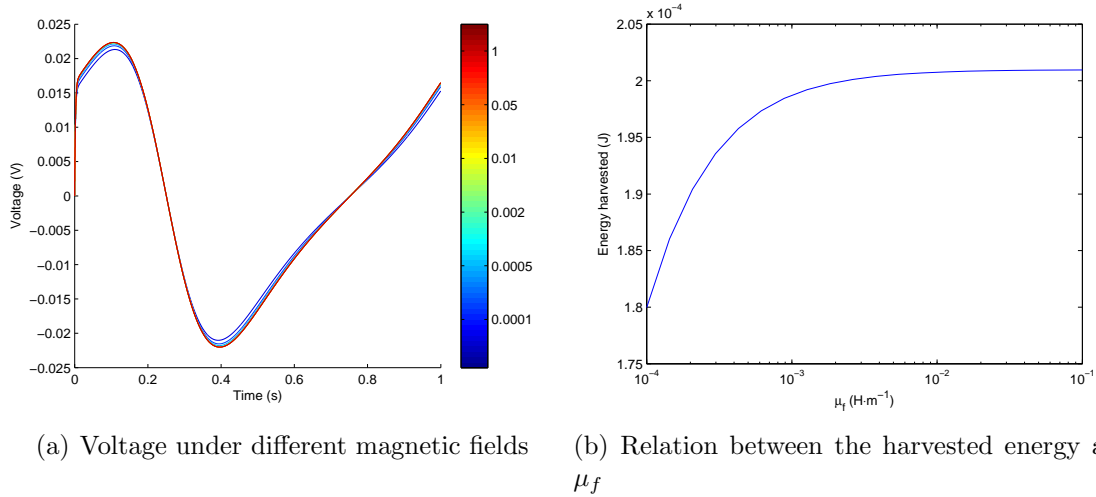 0.025
0.02
0.015
0.01
0.005
0
−0.005
−0.01
−0.015
−0.02
−0.025
Voltage (V)
0 0.2 0.4 0.6 0.8 1
Time (s)
1
0.05
0.01
0.002
0.0005
0.0001
x 10⁻⁴
2.05
2
1.95
1.9
1.85
1.8
1.75
Energy harvested (J)
10⁻⁴ 10⁻³ 10⁻² 10⁻¹
μf (H·m⁻¹)
(a) Voltage under different magnetic fields
(b) Relation between the harvested energy a
μf